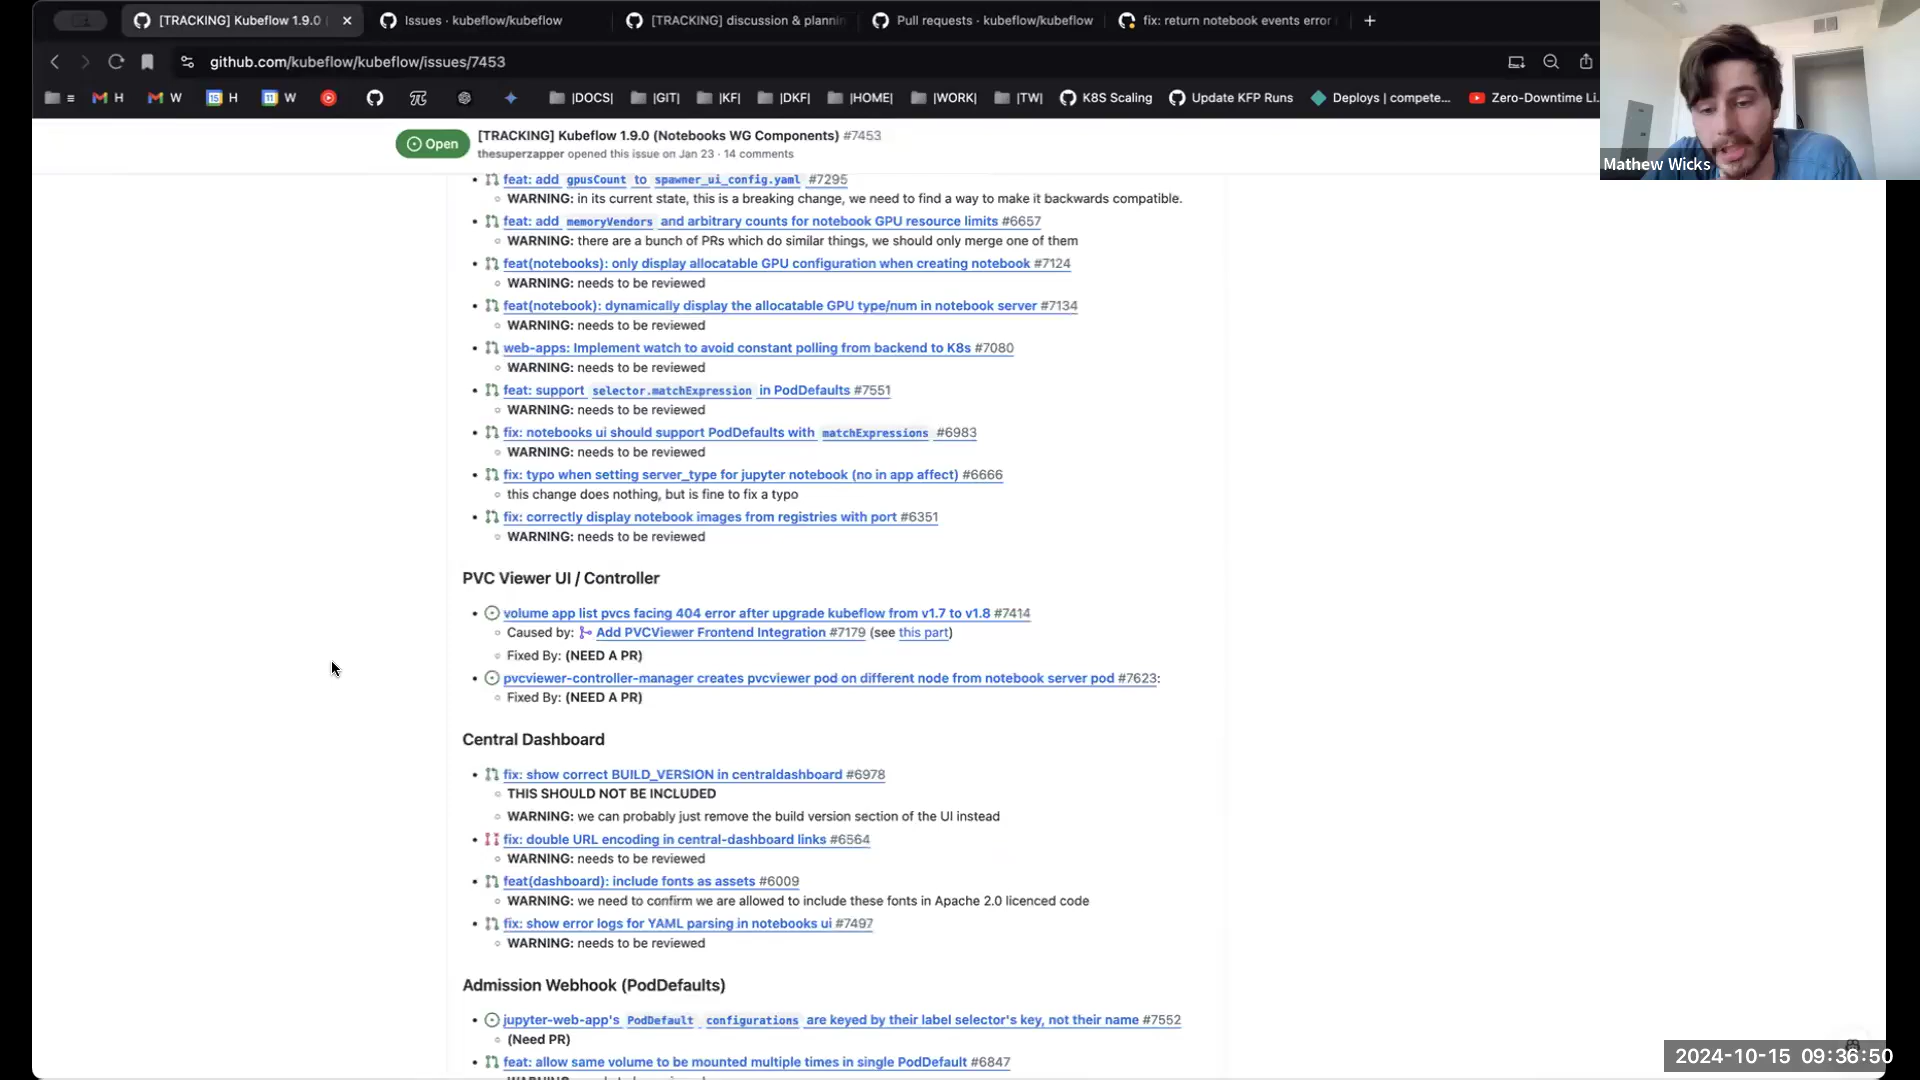 [TRACKING] Kubeflow 1.9.0
Issues · kubeflow/kubeflow
[TRACKING] discussion & plannin
Pull requests · kubeflow/kubeflow
fix: return notebook events error
github.com/kubeflow/kubeflow/issues/7453
H
W
H
W
|DOCS|
|GIT|
|KF|
|DKF|
|HOME|
|WORK|
|TW|
K8S Scaling
Update KFP Runs
Deploys | compete...
Zero-Downtime Li...
Mathew Wicks
Open
[TRACKING] Kubeflow 1.9.0 (Notebooks WG Components) #7453
thesuperzapper opened this issue on Jan 23 · 14 comments
feat: add gpusCount to spawner_ui_config.yaml #7295
WARNING: in its current state, this is a breaking change, we need to find a way to make it backwards compatible.
feat: add memoryVendors and arbitrary counts for notebook GPU resource limits #6657
WARNING: there are a bunch of PRs which do similar things, we should only merge one of them
feat(notebooks): only display allocatable GPU configuration when creating notebook #7124
WARNING: needs to be reviewed
feat(notebook): dynamically display the allocatable GPU type/num in notebook server #7134
WARNING: needs to be reviewed
web-apps: Implement watch to avoid constant polling from backend to K8s #7080
WARNING: needs to be reviewed
feat: support selector.matchExpression in PodDefaults #7551
WARNING: needs to be reviewed
fix: notebooks ui should support PodDefaults with matchExpressions #6983
WARNING: needs to be reviewed
fix: typo when setting server_type for jupyter notebook (no in app affect) #6666
this change does nothing, but is fine to fix a typo
fix: correctly display notebook images from registries with port #6351
WARNING: needs to be reviewed
PVC Viewer UI / Controller
volume app list pvcs facing 404 error after upgrade kubeflow from v1.7 to v1.8 #7414
Caused by: Add PVCViewer Frontend Integration #7179 (see this part)
Fixed By: (NEED A PR)
pvcviewer-controller-manager creates pvcviewer pod on different node from notebook server pod #7623:
Fixed By: (NEED A PR)
Central Dashboard
fix: show correct BUILD_VERSION in centraldashboard #6978
THIS SHOULD NOT BE INCLUDED
WARNING: we can probably just remove the build version section of the UI instead
fix: double URL encoding in central-dashboard links #6564
WARNING: needs to be reviewed
feat(dashboard): include fonts as assets #6009
WARNING: we need to confirm we are allowed to include these fonts in Apache 2.0 licenced code
fix: show error logs for YAML parsing in notebooks ui #7497
WARNING: needs to be reviewed
Admission Webhook (PodDefaults)
jupyter-web-app's PodDefault configurations are keyed by their label selector's key, not their name #7552
(Need PR)
feat: allow same volume to be mounted multiple times in single PodDefault #6847
2024-10-15 09:36:50